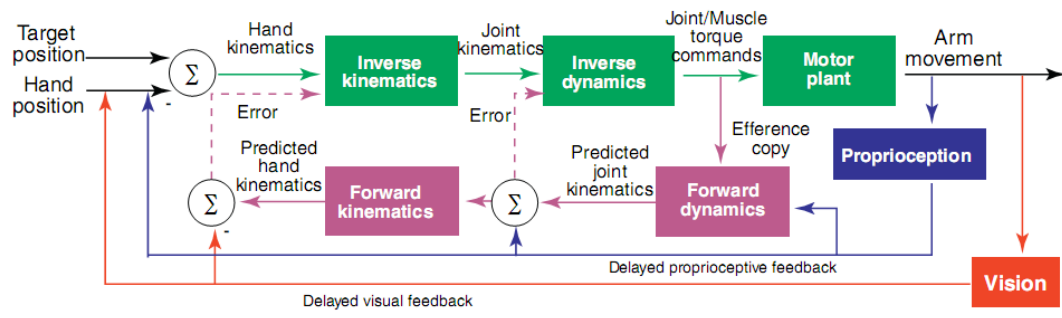 Target
position
Hand
position
Σ
-
Hand
kinematics
Inverse
kinematics
Joint
kinematics
Inverse
dynamics
Joint/Muscle
torque
commands
Motor
plant
Arm
movement
Error
Error
Efference
copy
Proprioception
Predicted
hand
kinematics
Σ
-
Forward
kinematics
Σ
Predicted
joint
kinematics
Forward
dynamics
Delayed proprioceptive feedback
Vision
Delayed visual feedback